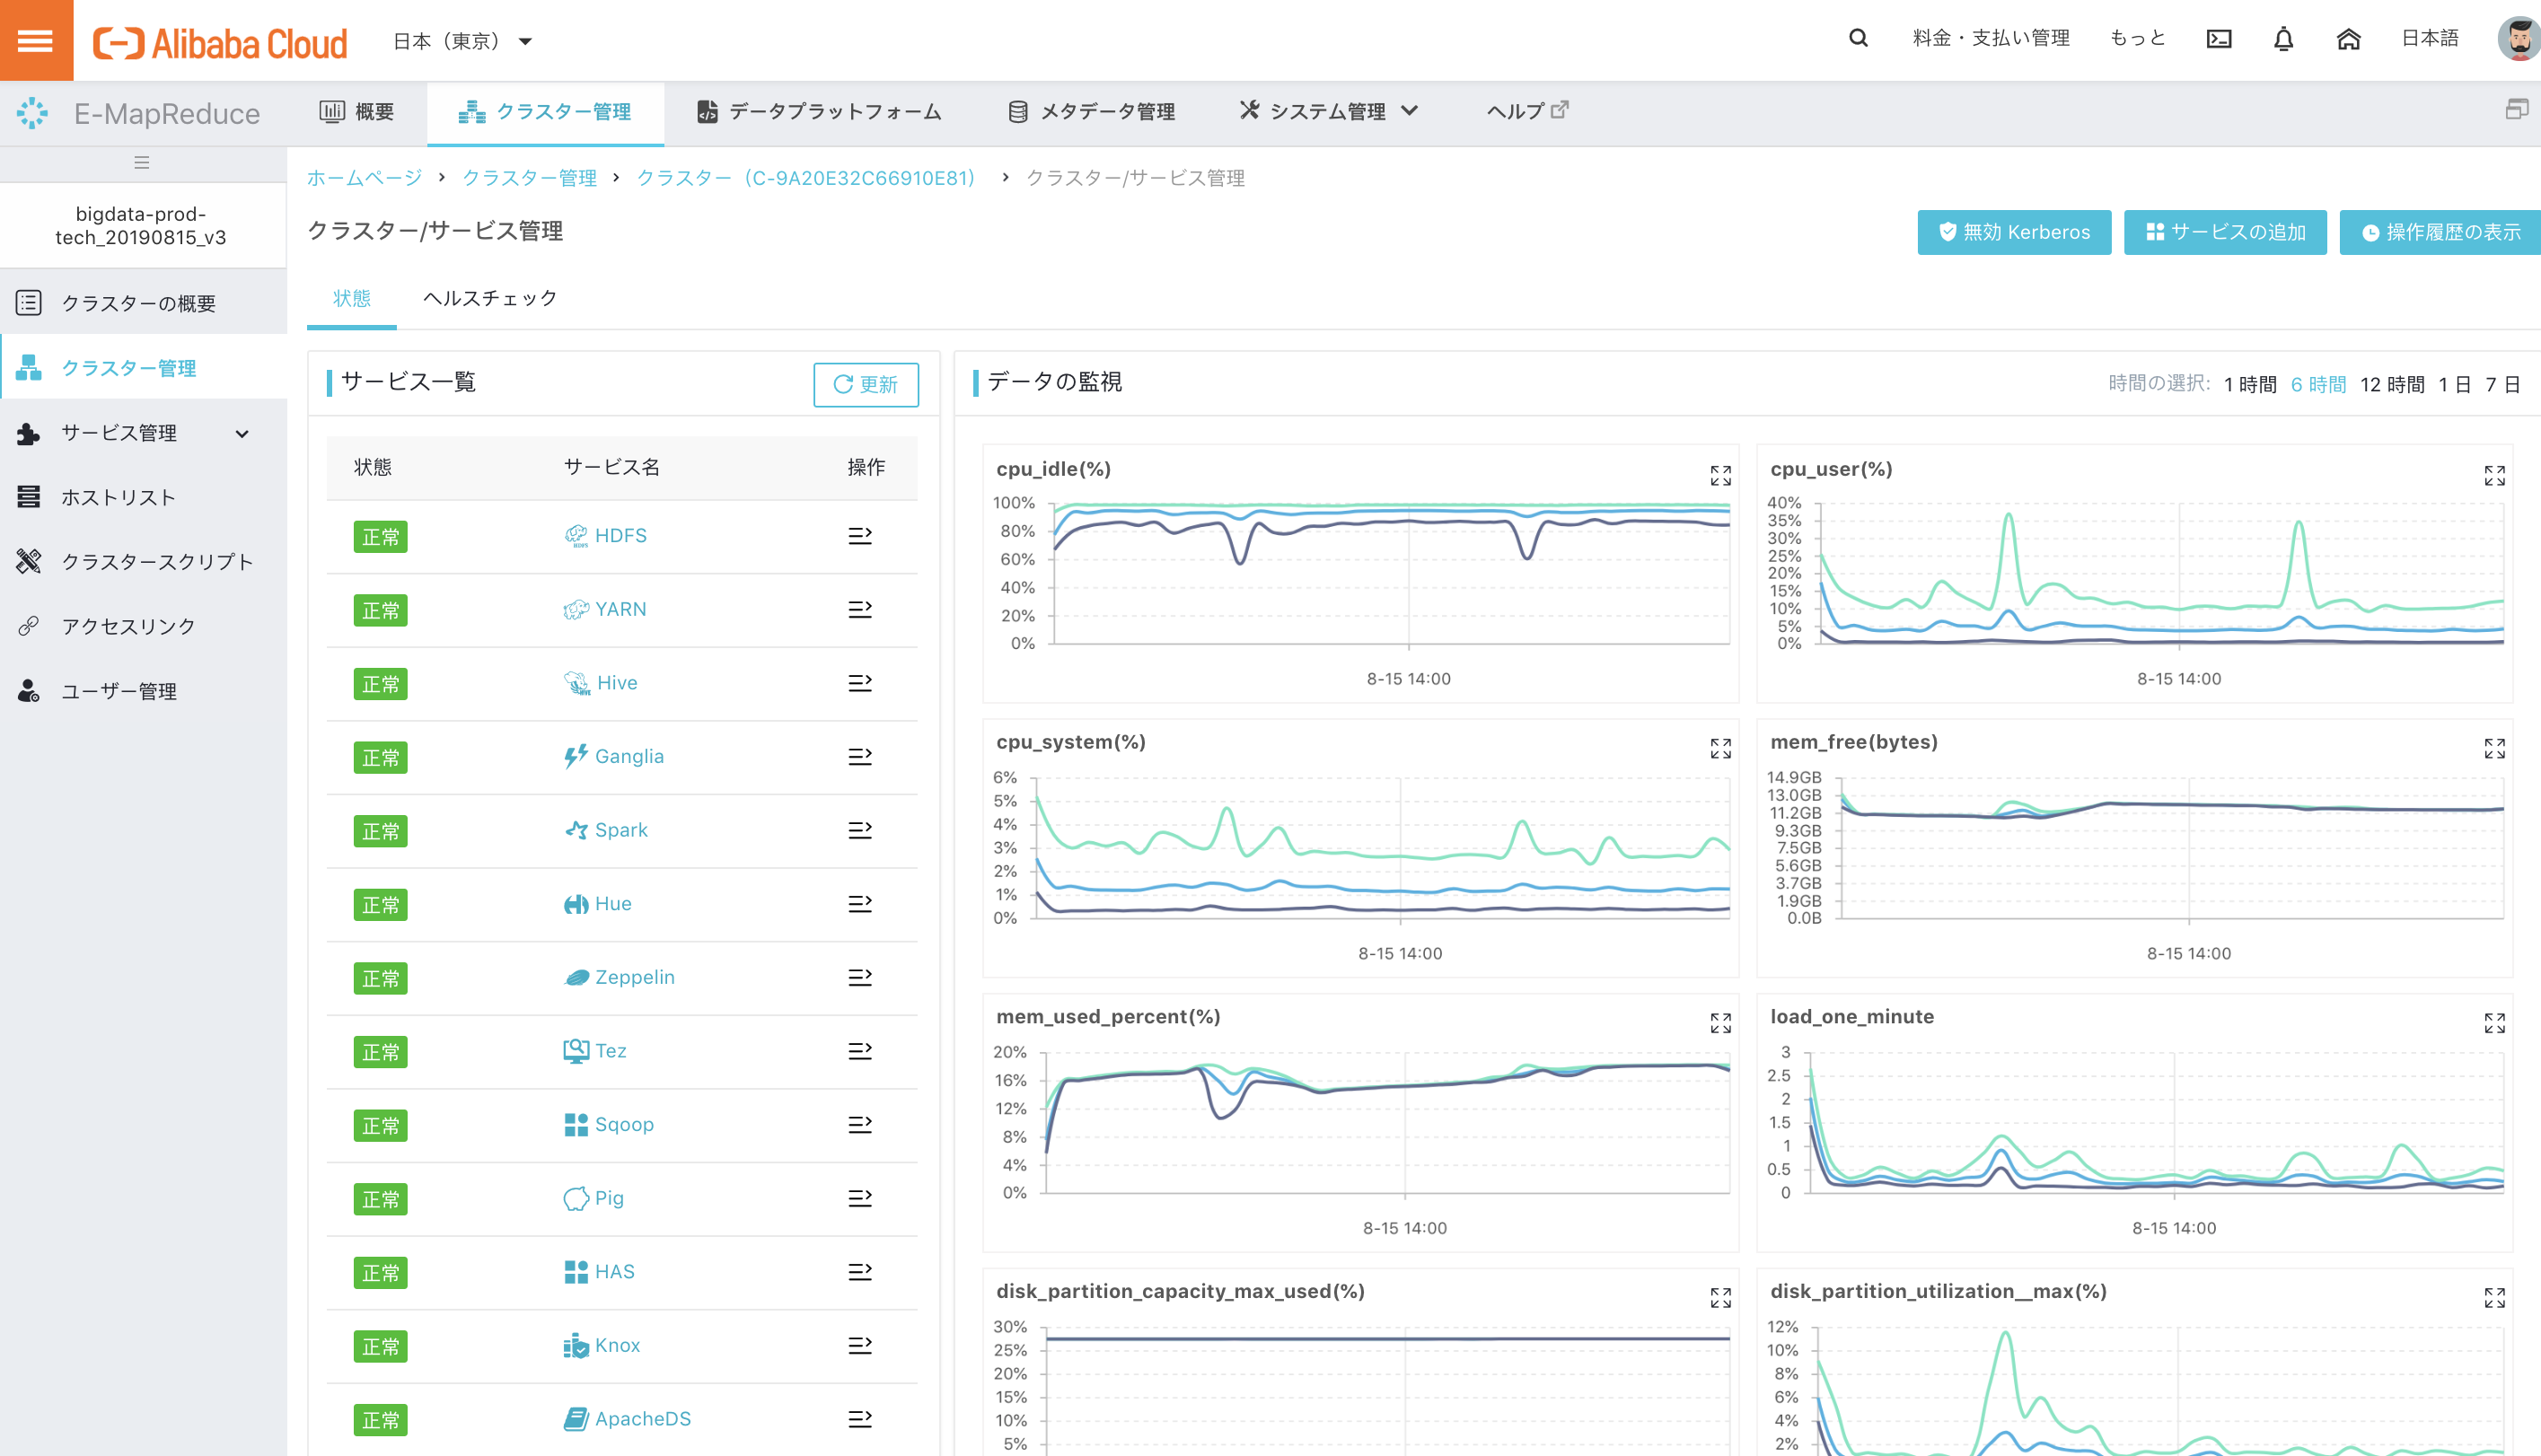 Alibaba Cloud 日本（東京） 料金・支払い管理 もっと 日本語
E-MapReduce 概要 クラスター管理 データプラットフォーム メタデータ管理 システム管理 ヘルプ
bigdata-prod-
tech_20190815_v3
クラスターの概要
クラスター管理
サービス管理
ホストリスト
クラスタースクリプト
アクセスリンク
ユーザー管理
ホームページ › クラスター管理 › クラスター（C-9A20E32C66910E81） › クラスター/サービス管理
クラスター/サービス管理
無効 Kerberos サービスの追加 操作履歴の表示
状態 ヘルスチェック
サービス一覧 更新
状態 サービス名 操作
正常 HDFS
正常 YARN
正常 Hive
正常 Ganglia
正常 Spark
正常 Hue
正常 Zeppelin
正常 Tez
正常 Sqoop
正常 Pig
正常 HAS
正常 Knox
正常 ApacheDS
データの監視 時間の選択: 1 時間 6 時間 12 時間 1 日 7 日
cpu_idle(%)
100%
80%
60%
40%
20%
0%
8-15 14:00
cpu_user(%)
40%
35%
30%
25%
20%
15%
10%
5%
0%
8-15 14:00
cpu_system(%)
6%
5%
4%
3%
2%
1%
0%
8-15 14:00
mem_free(bytes)
14.9GB
13.0GB
11.2GB
9.3GB
7.5GB
5.6GB
3.7GB
1.9GB
0.0B
8-15 14:00
mem_used_percent(%)
20%
16%
12%
8%
4%
0%
8-15 14:00
load_one_minute
3
2.5
2
1.5
1
0.5
0
8-15 14:00
disk_partition_capacity_max_used(%)
30%
25%
20%
15%
10%
5%
disk_partition_utilization__max(%)
12%
10%
8%
6%
4%
2%